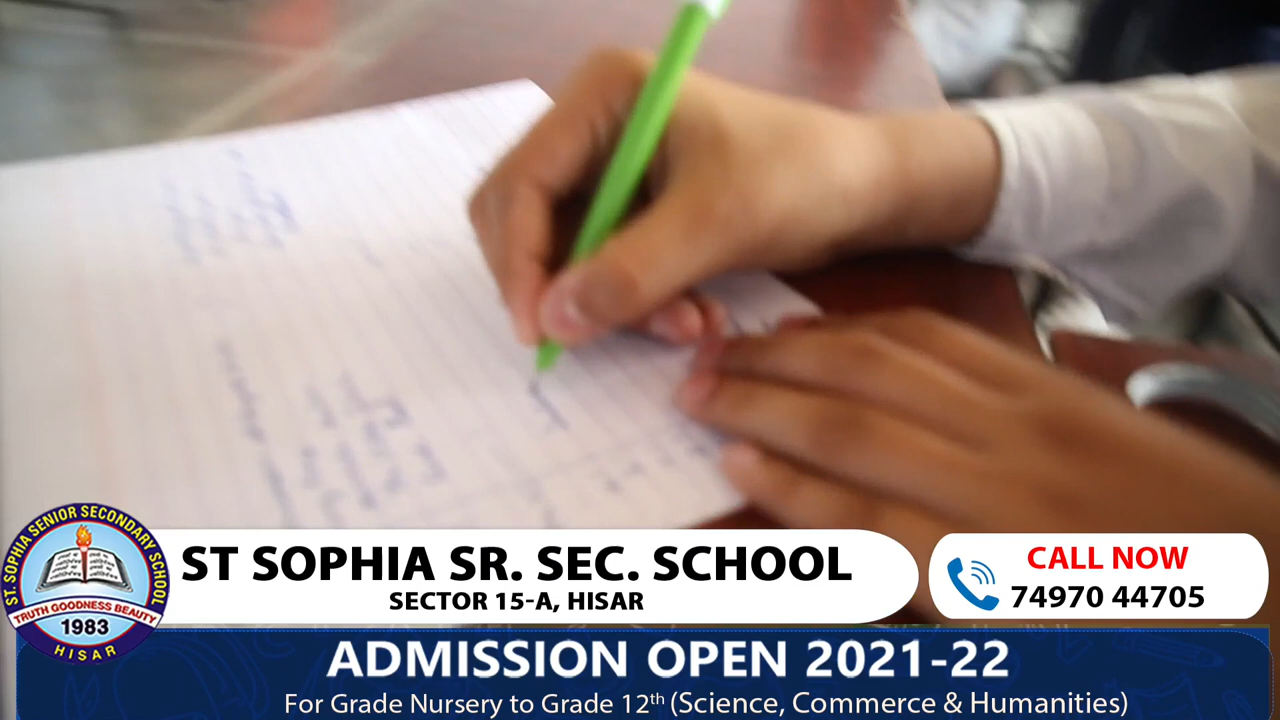 ST. SOPHIA SENIOR SECONDARY SCHOOL
TRUTH GOODNESS BEAUTY
1983
HISAR
ST SOPHIA SR. SEC. SCHOOL
SECTOR 15-A, HISAR
CALL NOW
74970 44705
ADMISSION OPEN 2021-22
For Grade Nursery to Grade 12th (Science, Commerce & Humanities)